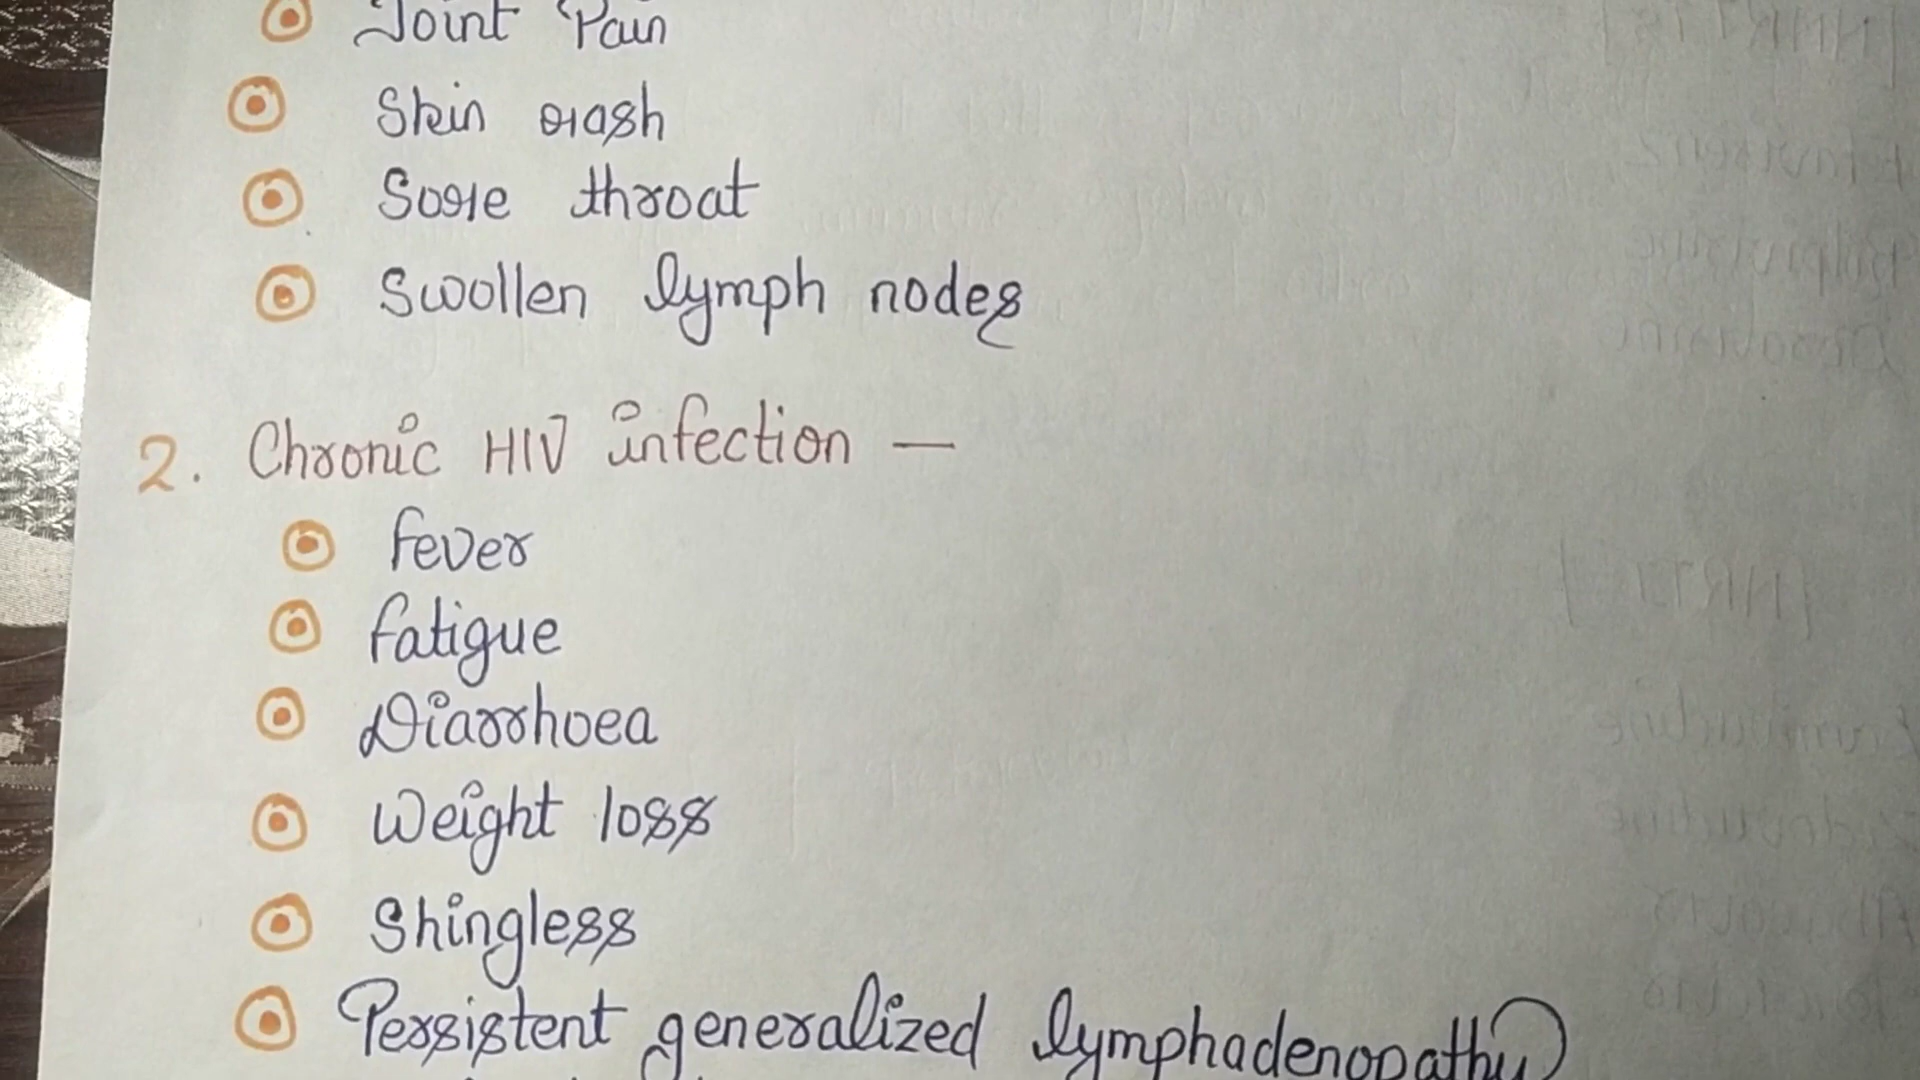 Joint Pain
Skin rash
Sore throat
Swollen lymph nodes
2. Chronic HIV infection —
fever
fatigue
Diarrhoea
Weight loss
Shingless
Persistent generalized lymphadenopathy